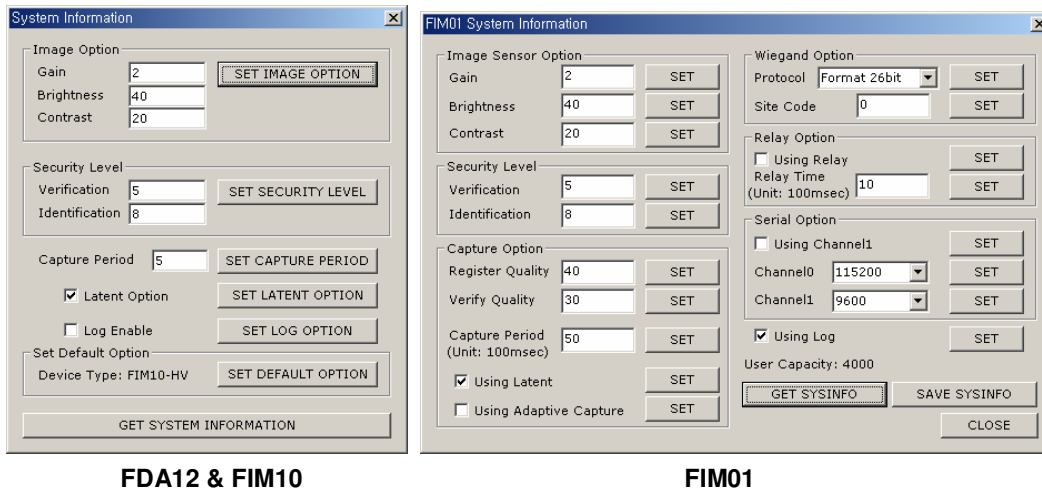 System Information
Image Option
Gain 2 SET IMAGE OPTION
Brightness 40
Contrast 20
Security Level
Verification 5 SET SECURITY LEVEL
Identification 8
Capture Period 5 SET CAPTURE PERIOD
Latent Option SET LATENT OPTION
Log Enable SET LOG OPTION
Set Default Option
Device Type: FIM10-HV SET DEFAULT OPTION
GET SYSTEM INFORMATION
FDA12 & FIM10
FIM01 System Information
Image Sensor Option
Gain 2 SET
Brightness 40 SET
Contrast 20 SET
Security Level
Verification 5 SET
Identification 8 SET
Capture Option
Register Quality 40 SET
Verify Quality 30 SET
Capture Period 50 SET
(Unit: 100msec)
Using Latent SET
Using Adaptive Capture SET
Wiegand Option
Protocol Format 26bit SET
Site Code 0 SET
Relay Option
Using Relay SET
Relay Time 10 SET
(Unit: 100msec)
Serial Option
Using Channel1 SET
Channel0 115200 SET
Channel1 9600 SET
Using Log SET
User Capacity: 4000
GET SYSINFO SAVE SYSINFO
CLOSE
FIM01